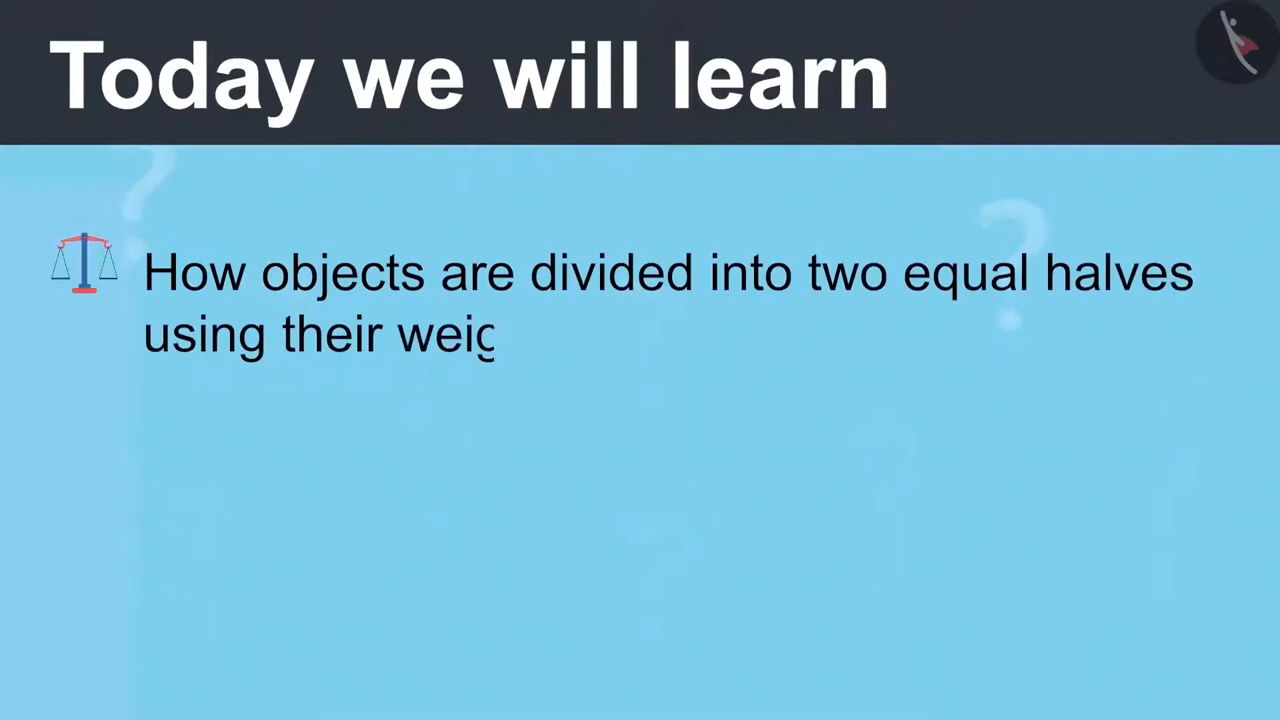 Today we will learn
How objects are divided into two equal halves
using their weig